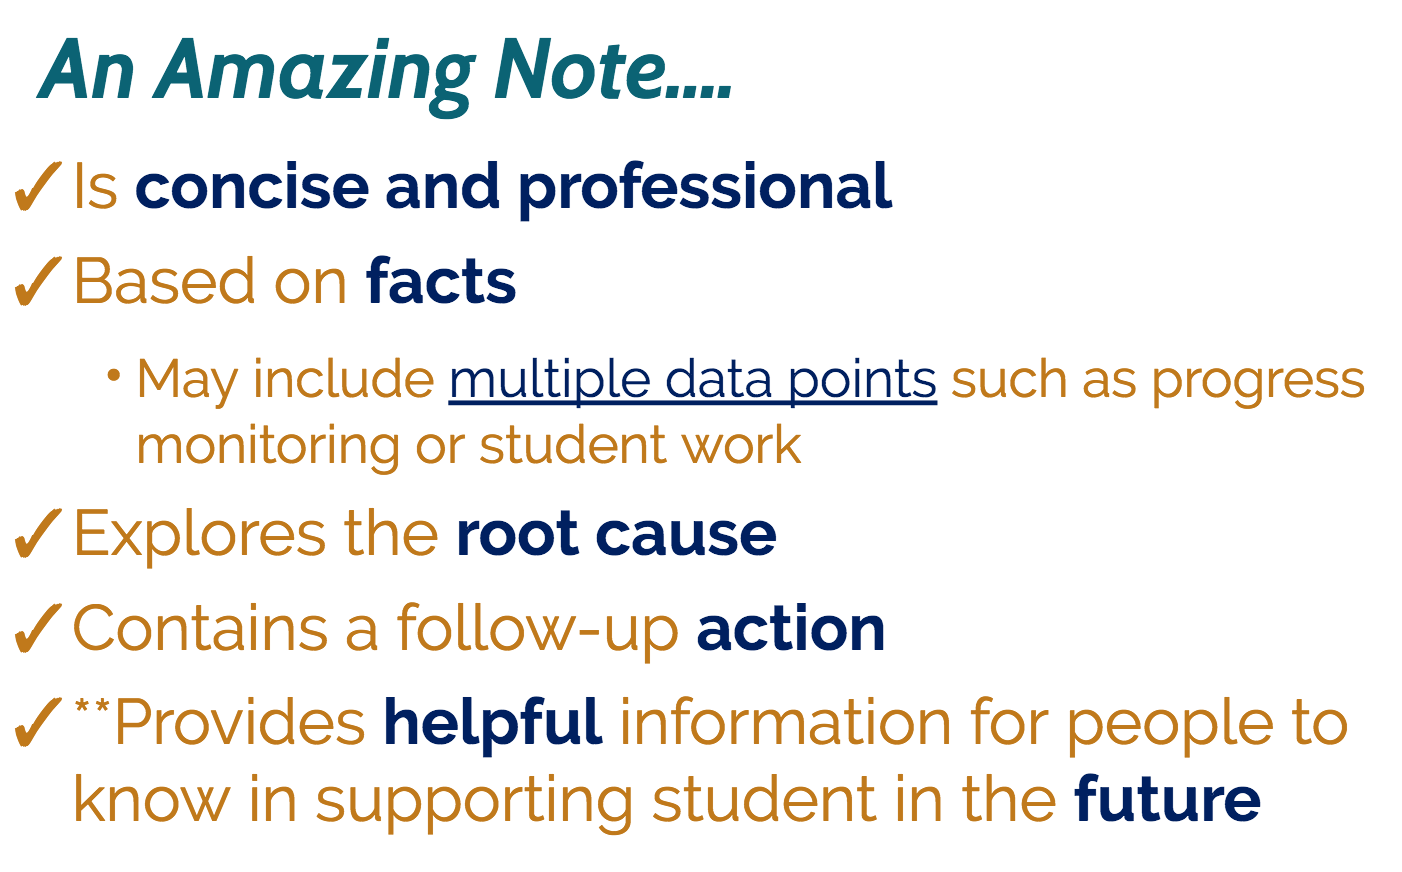 An Amazing Note....
✓Is concise and professional
✓Based on facts
• May include multiple data points such as progress
monitoring or student work
✓Explores the root cause
✓Contains a follow-up action
✓**Provides helpful information for people to
know in supporting student in the future